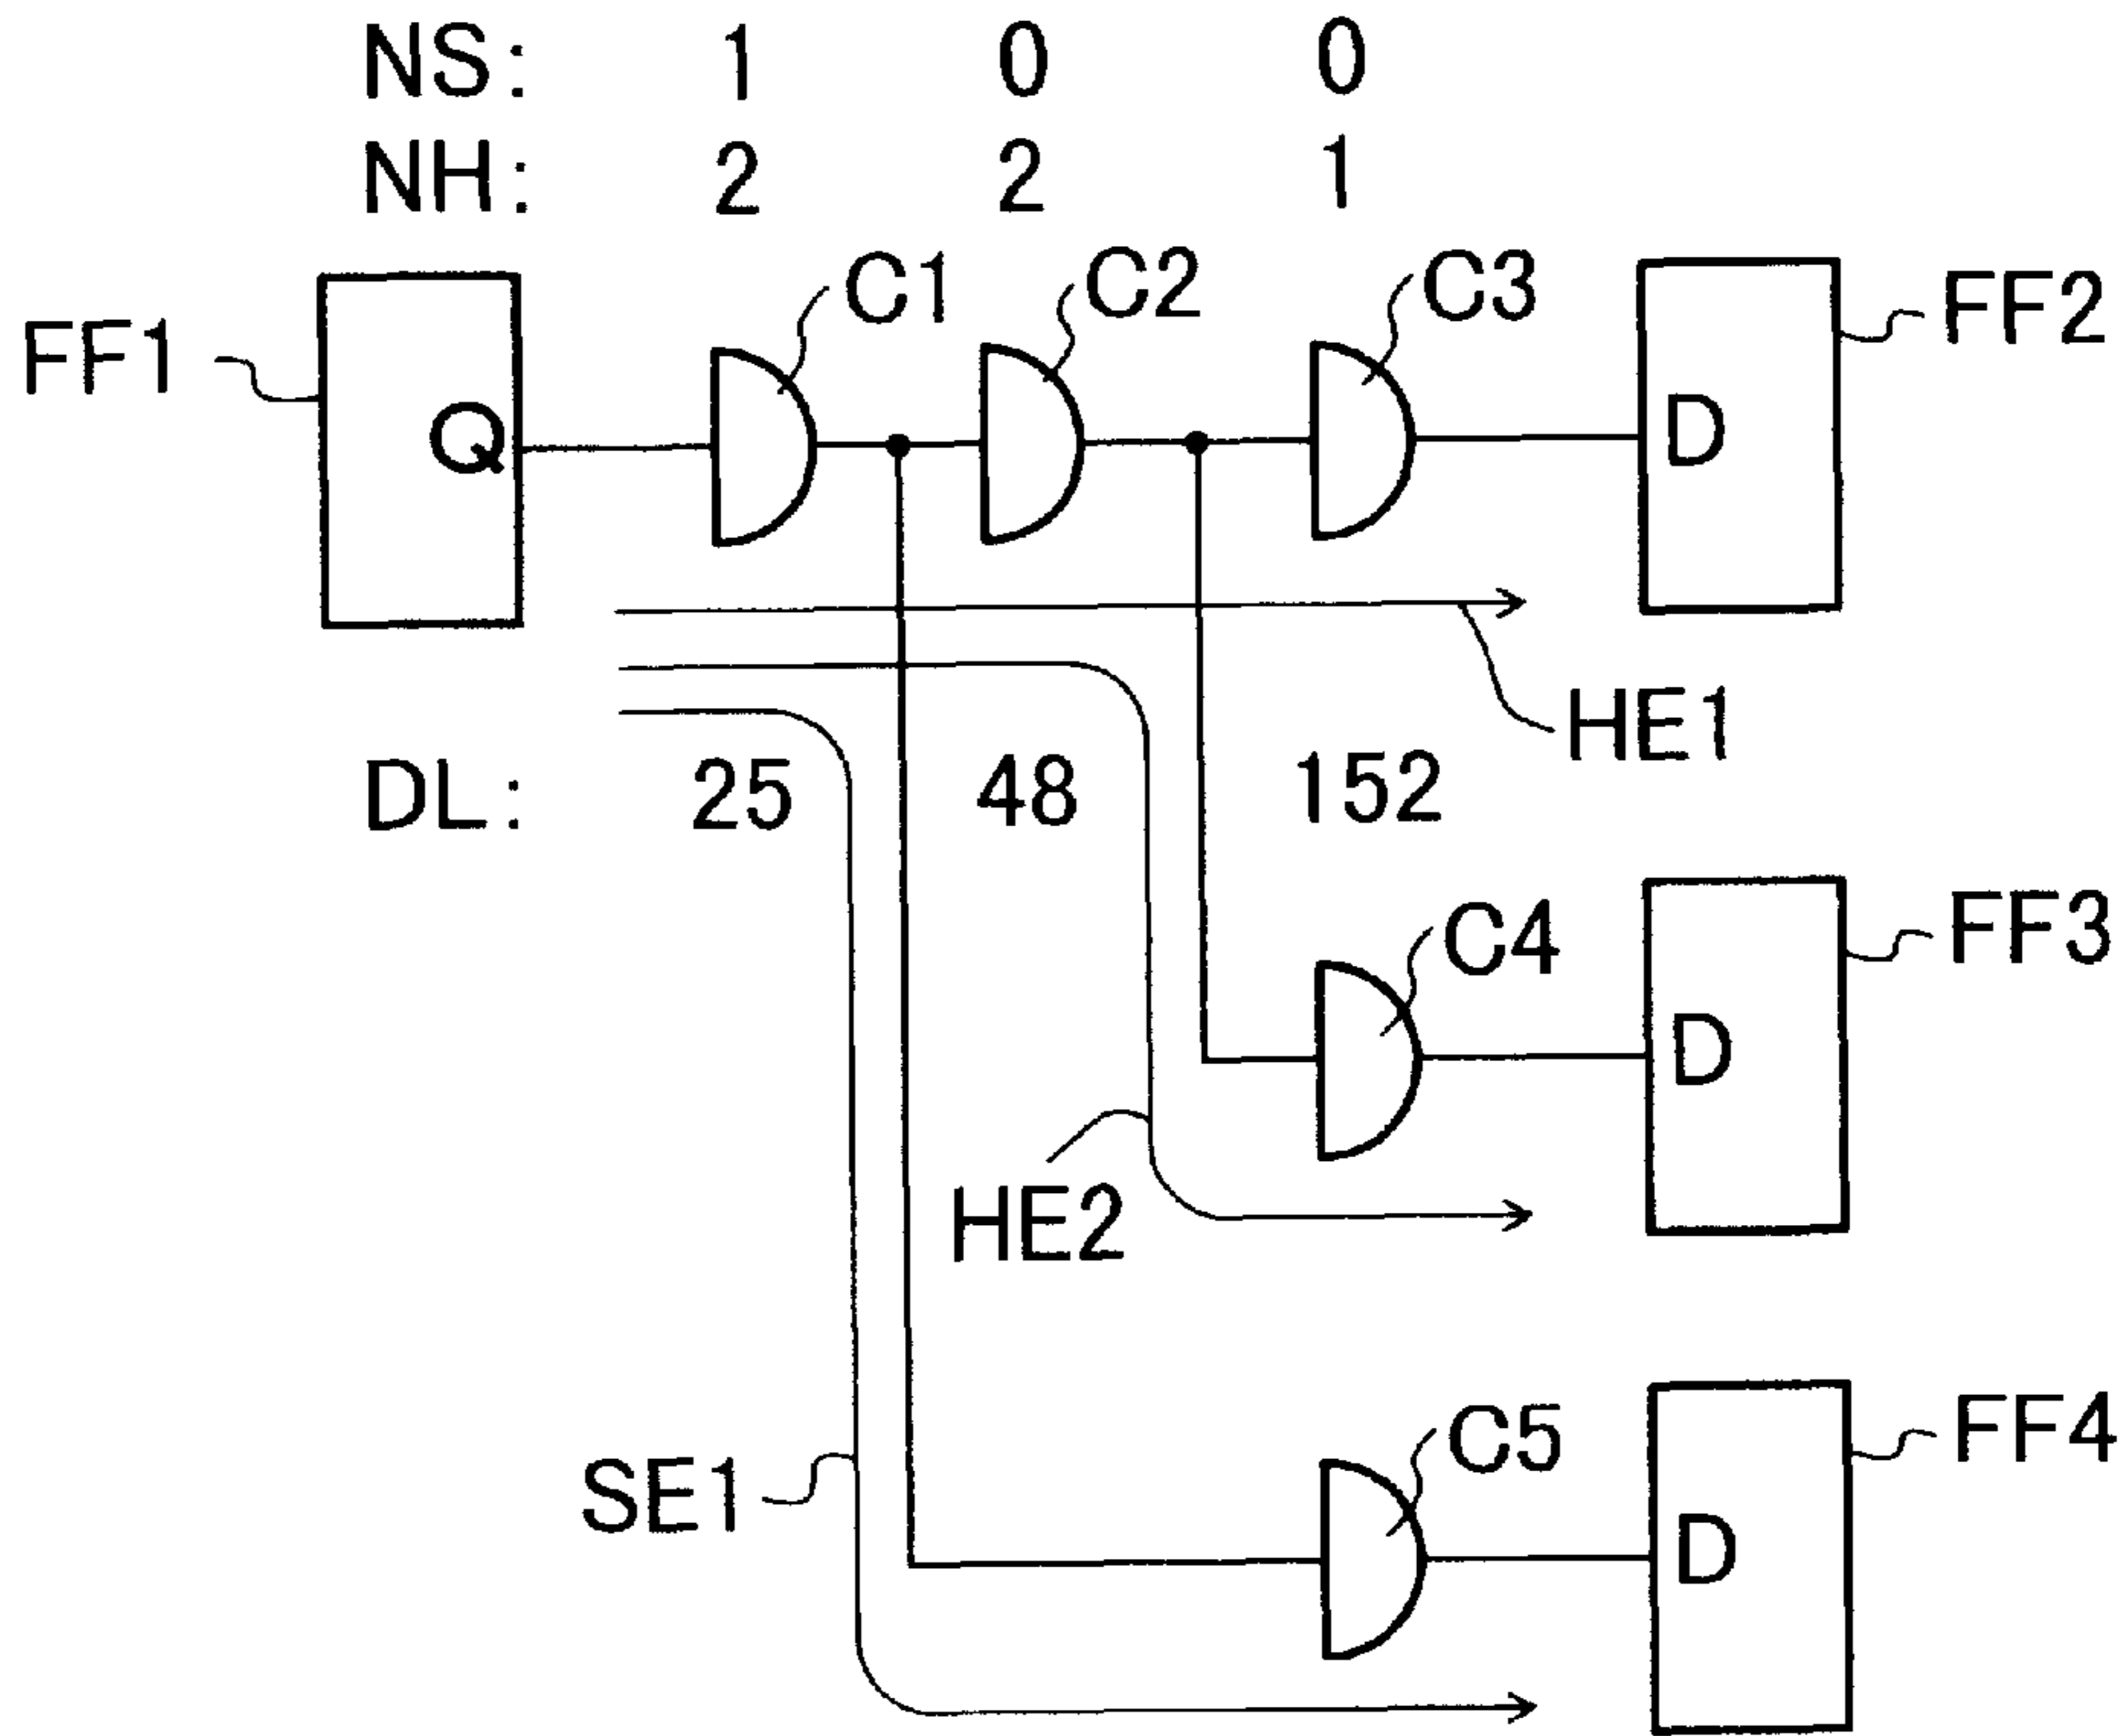 NS: 1 0 0
NH: 2 2 1
C1 C2 C3
FF1 FF2
Q D
HE1
DL: 25 48 152
C4 FF3
D
HE2
C5 FF4
SE1
D